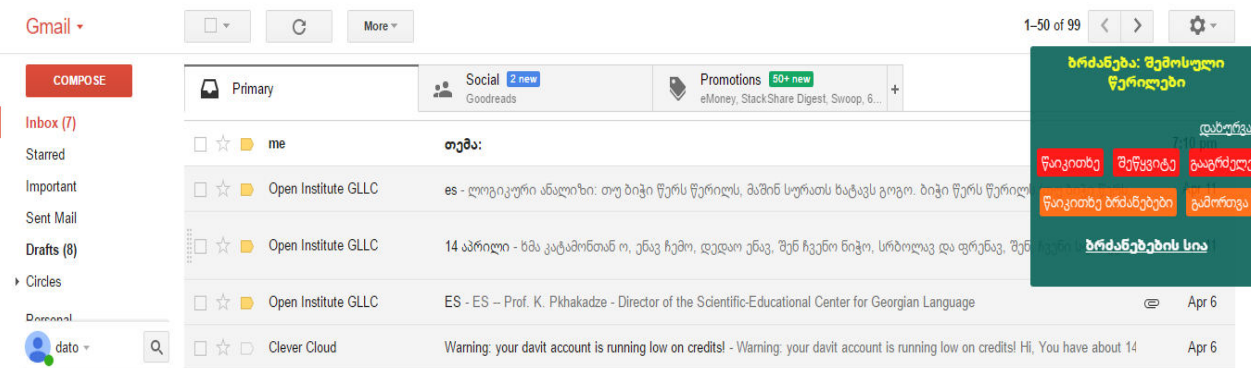 Gmail
More
1–50 of 99
COMPOSE
Inbox (7)
Starred
Important
Sent Mail
Drafts (8)
Circles
Personal
dato
Primary
Social 2 new
Goodreads
Promotions 50+ new
eMoney, StackShare Digest, Swoop, 6...
+
me თემა: 7:10 pm
Open Institute GLLC es - ლოგიკური ანალიზი: თუ ბიჭი წერს წერილს, მაშინ სურათს ხატავს გოგო. ბიჭი წერს წერილს
Open Institute GLLC 14 აპრილი - ხმა კატამონთან ო, ენავ ჩემო, დედაო ენავ, შენ ჩვენო ნიჭო, სრბოლავ და ფრენავ, შენ ჩვენი
Open Institute GLLC ES - ES -- Prof. K. Pkhakadze - Director of the Scientific-Educational Center for Georgian Language Apr 6
Clever Cloud Warning: your davit account is running low on credits! - Warning: your davit account is running low on credits! Hi, You have about 14 Apr 6
ბრძანება: შემოსული
წერილები
დახურვა
წაიკითხე შეწყვიტე გააგრძელე
წაიკითხე ბრძანებები გამორთვა
ბრძანებების სია